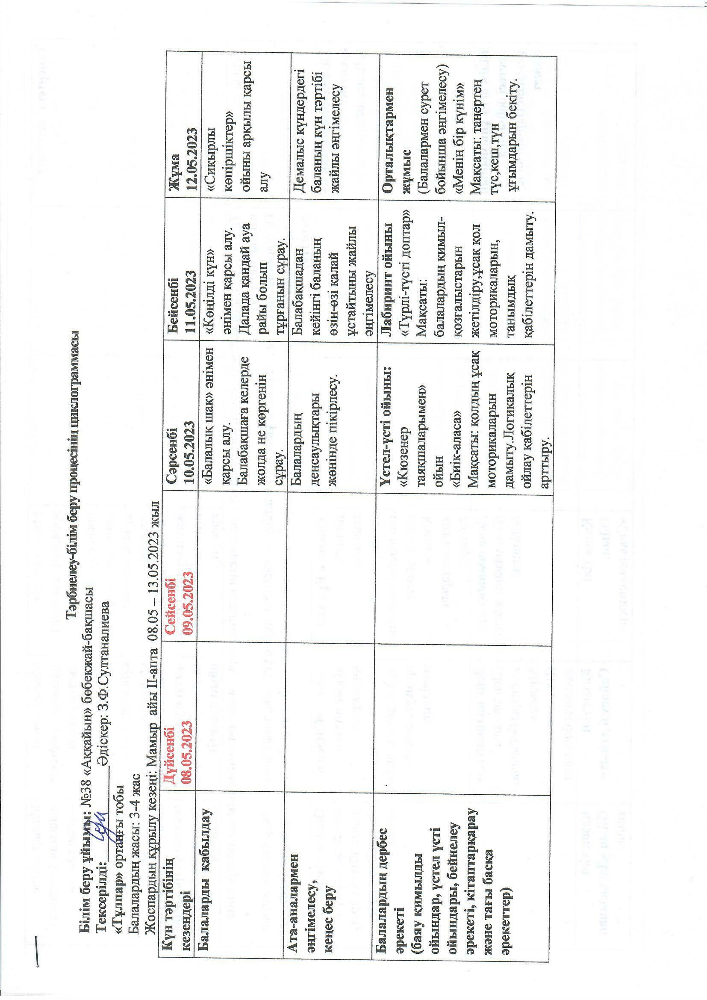 Тәрбиелеу-білім беру процесінің циклограммасы
Білім беру ұйымы: №38 «Аққайың» бөбекжай-бақшасы
Тексерілді: Әдіскер: З.Ф.Султаналиева
«Тұлпар» ортаңғы тобы
Балалардың жасы: 3-4 жас
Жоспардың құрылу кезеңі: Мамыр айы ІІ-апта 08.05 – 13.05.2023 жыл
Күн тәртібінің
кезеңдері
Дүйсенбі
08.05.2023
Сейсенбі
09.05.2023
Сәрсенбі
10.05.2023
Бейсенбі
11.05.2023
Жұма
12.05.2023
Балаларды қабылдау
«Балалық шақ» әнімен
қарсы алу.
Балабақшаға келерде
жолда не көргенін
сұрау.
«Көңілді күн»
әнімен қарсы алу.
Далада қандай ауа
райы болып
тұрғанын сұрау.
«Сиқырлы
көпіршіктер»
ойыны арқылы қарсы
алу
Ата-аналармен
әңгімелесу,
кеңес беру
Балалардың
денсаулықтары
жөнінде пікірлесу.
Балабақшадан
кейінгі баланың
өзін-өзі қалай
ұстайтыны жайлы
әңгімелесу
Демалыс күндердегі
баланың күн тәртібі
жайлы әңгімелесу
Балалардың дербес
әрекеті
(баяу қимылды
ойындар, үстел үсті
ойындары, бейнелеу
әрекеті, кітаптарқарау
және тағы басқа
әрекеттер)
Үстел-үсті ойыны:
«Кюзенер
таяқшаларымен»
ойын
«Биік-аласа»
Мақсаты: қолдың ұсақ
моторикаларын
дамыту.Логикалық
ойлау қабілеттерін
арттыру.
Лабиринт ойыны
«Түрлі-түсті доптар»
Мақсаты:
балалардың қимыл-
қозғалыстарын
жетілдіру,ұсақ қол
моторикаларын,
танымдық
қабілеттерін дамыту.
Орталықтармен
жұмыс
(Балалармен сурет
бойынша әңгімелесу)
«Менің бір күнім»
Мақсаты: таңертең
түс,кеш,түн
ұғымдарын бекіту.